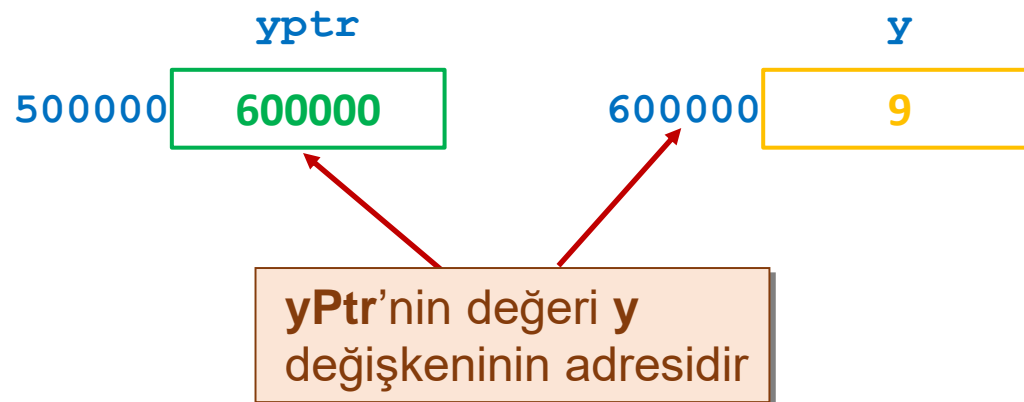 yptr y
500000 600000 600000 9
yPtr’nin değeri y
değişkeninin adresidir